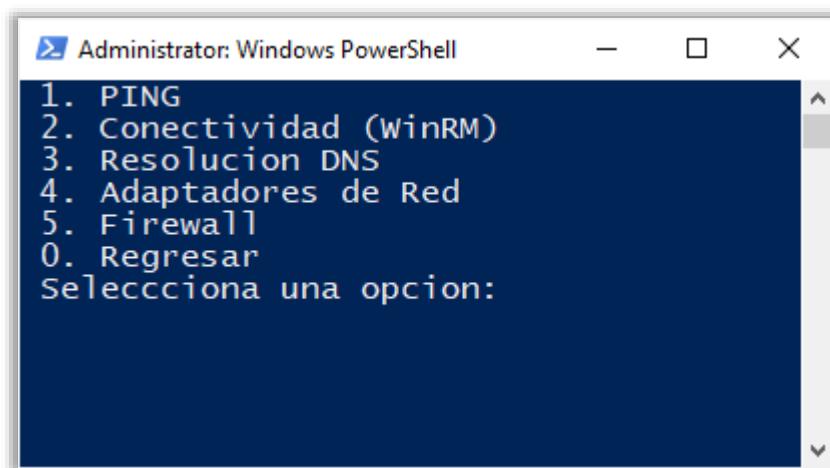 Administrator: Windows PowerShell
1. PING
2. Conectividad (WinRM)
3. Resolucion DNS
4. Adaptadores de Red
5. Firewall
0. Regresar
Seleccciona una opcion: